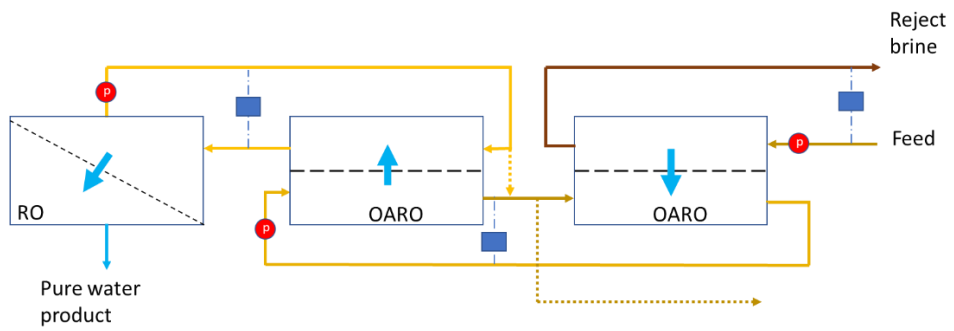 Reject
brine
P
P
Feed
RO
OARO
OARO
P
Pure water
product